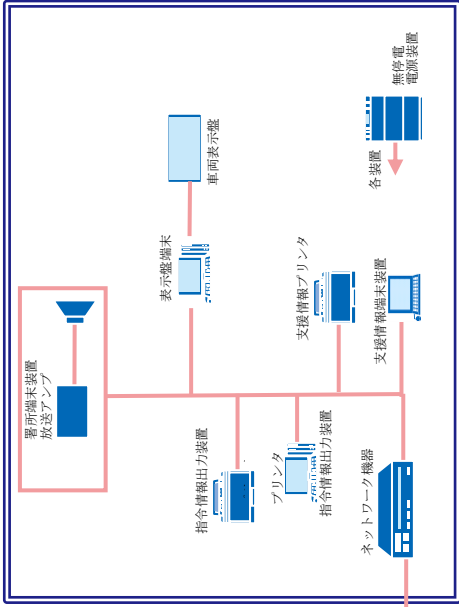 署所端末装置
放送アンプ
表示盤端末
車両表示盤
無停電
電源装置
各装置
支援情報プリンタ
支援情報端末装置
指令情報出力装置
プリンタ
指令情報出力装置
ネットワーク機器